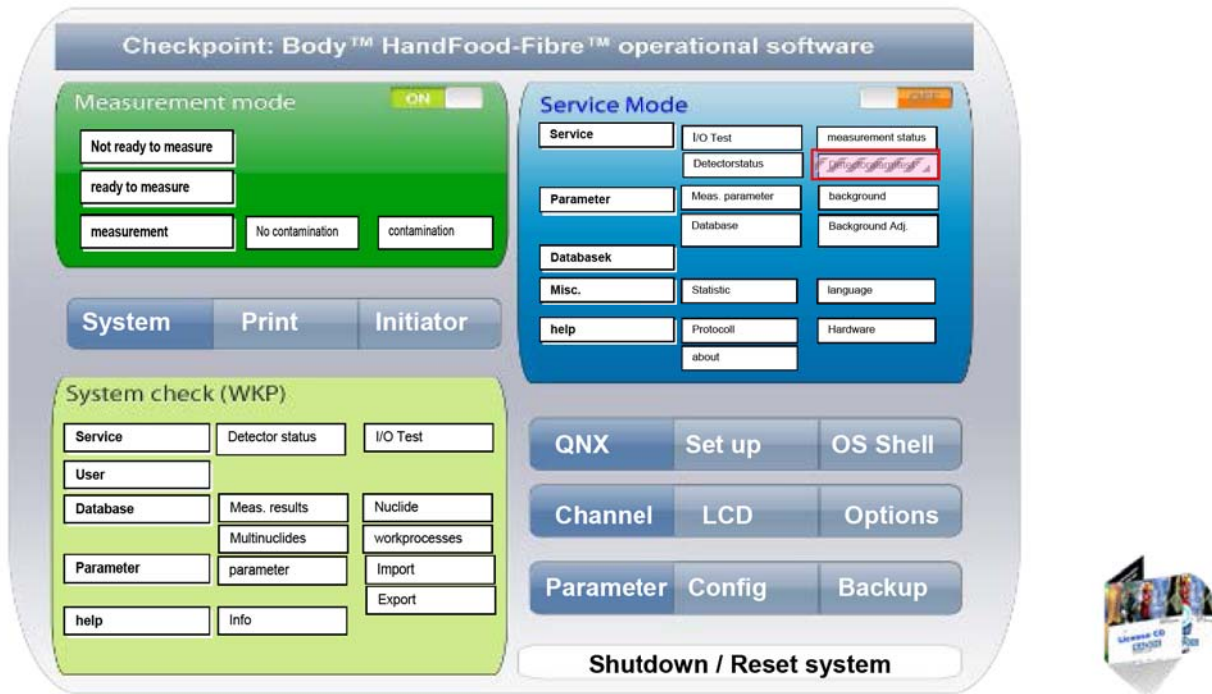 Checkpoint: Body™ HandFood-Fibre™ operational software
Measurement mode
ON
Not ready to measure
ready to measure
measurement
No contamination
contamination
System
Print
Initiator
System check (WKP)
Service
Detector status
I/O Test
User
Database
Meas. results
Nuclide
Multinuclides
workprocesses
Parameter
parameter
Import
Export
help
Info
Service Mode
OFF
Service
I/O Test
measurement status
Detectorstatus
Parameter
Meas. parameter
background
Database
Background Adj.
Databasek
Misc.
Statistic
language
help
Protocoll
Hardware
about
QNX
Set up
OS Shell
Channel
LCD
Options
Parameter
Config
Backup
Shutdown / Reset system
License CD